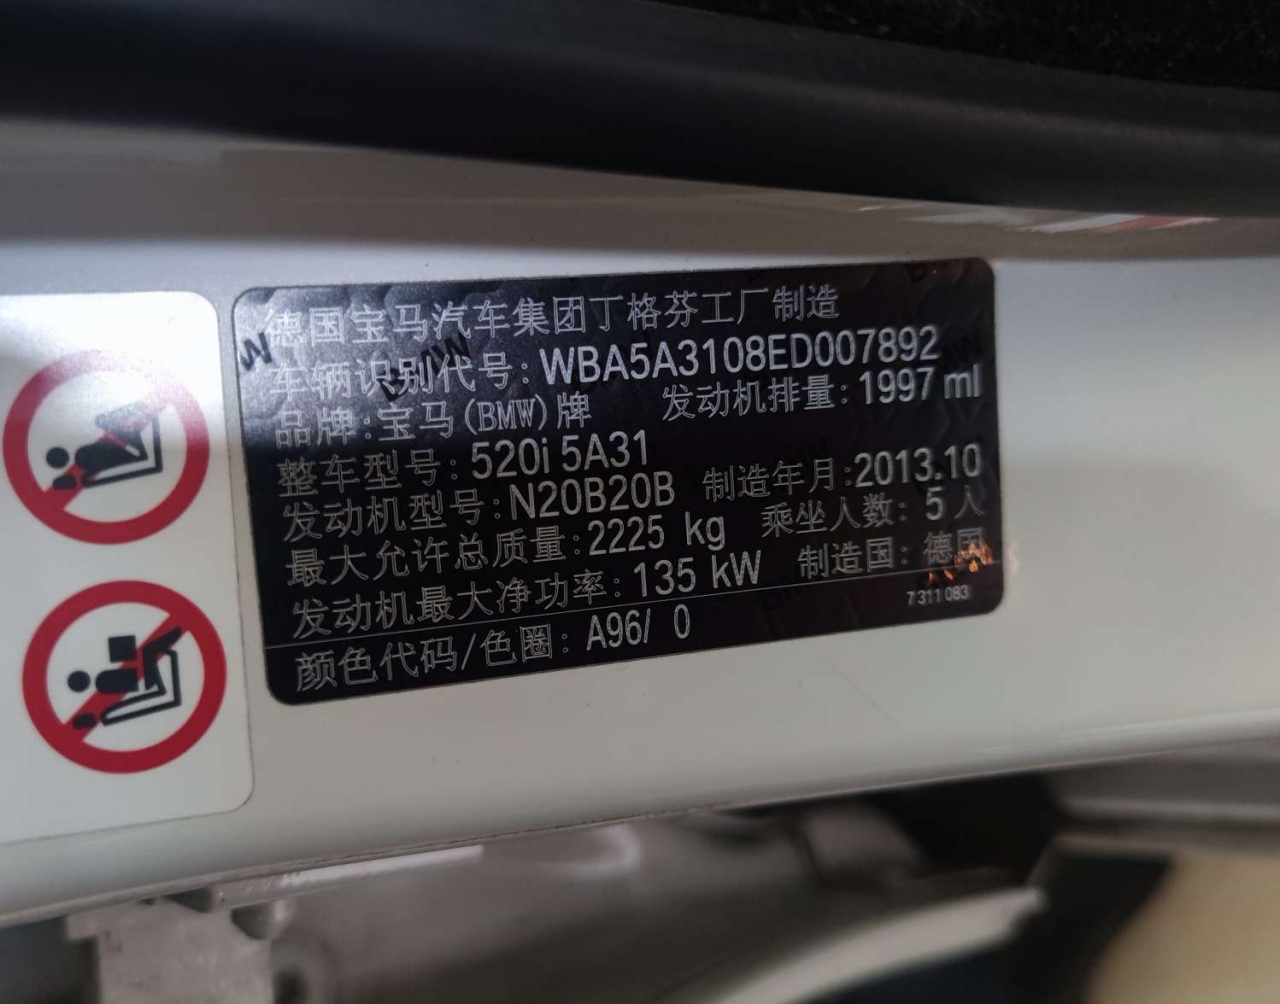 德国宝马汽车集团丁格芬工厂制造
车辆识别代号: WBA5A3108ED007892
品牌:宝马(BMW)牌 发动机排量: 1997 ml
整车型号: 520i 5A31
发动机型号: N20B20B 制造年月:2013.10
最大允许总质量: 2225 kg 乘坐人数: 5人
发动机最大净功率: 135 kW 制造国: 德国
7 311 083
颜色代码/色圈: A96/ 0